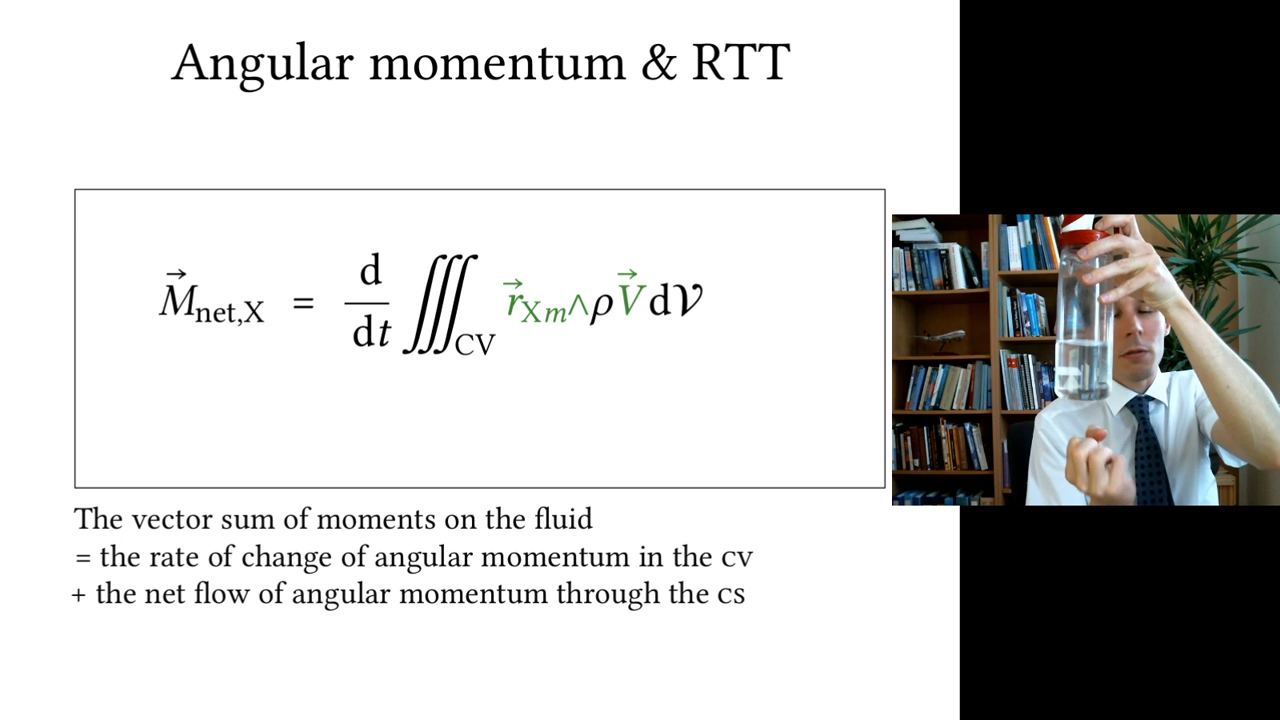 Angular momentum & RTT
M⃗net,X = d/dt ∭CV r⃗Xm∧ρV⃗d𝒱
The vector sum of moments on the fluid
= the rate of change of angular momentum in the CV
+ the net flow of angular momentum through the CS